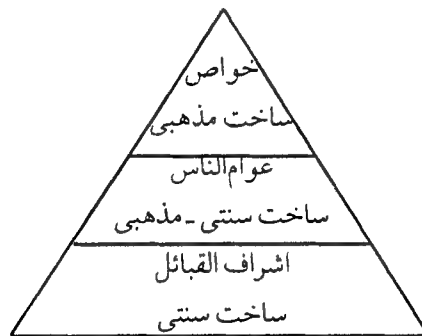 خواص
ساخت مذهبی
عوام‌الناس
ساخت سنتی - مذهبی
اشراف القبائل
ساخت سنتی